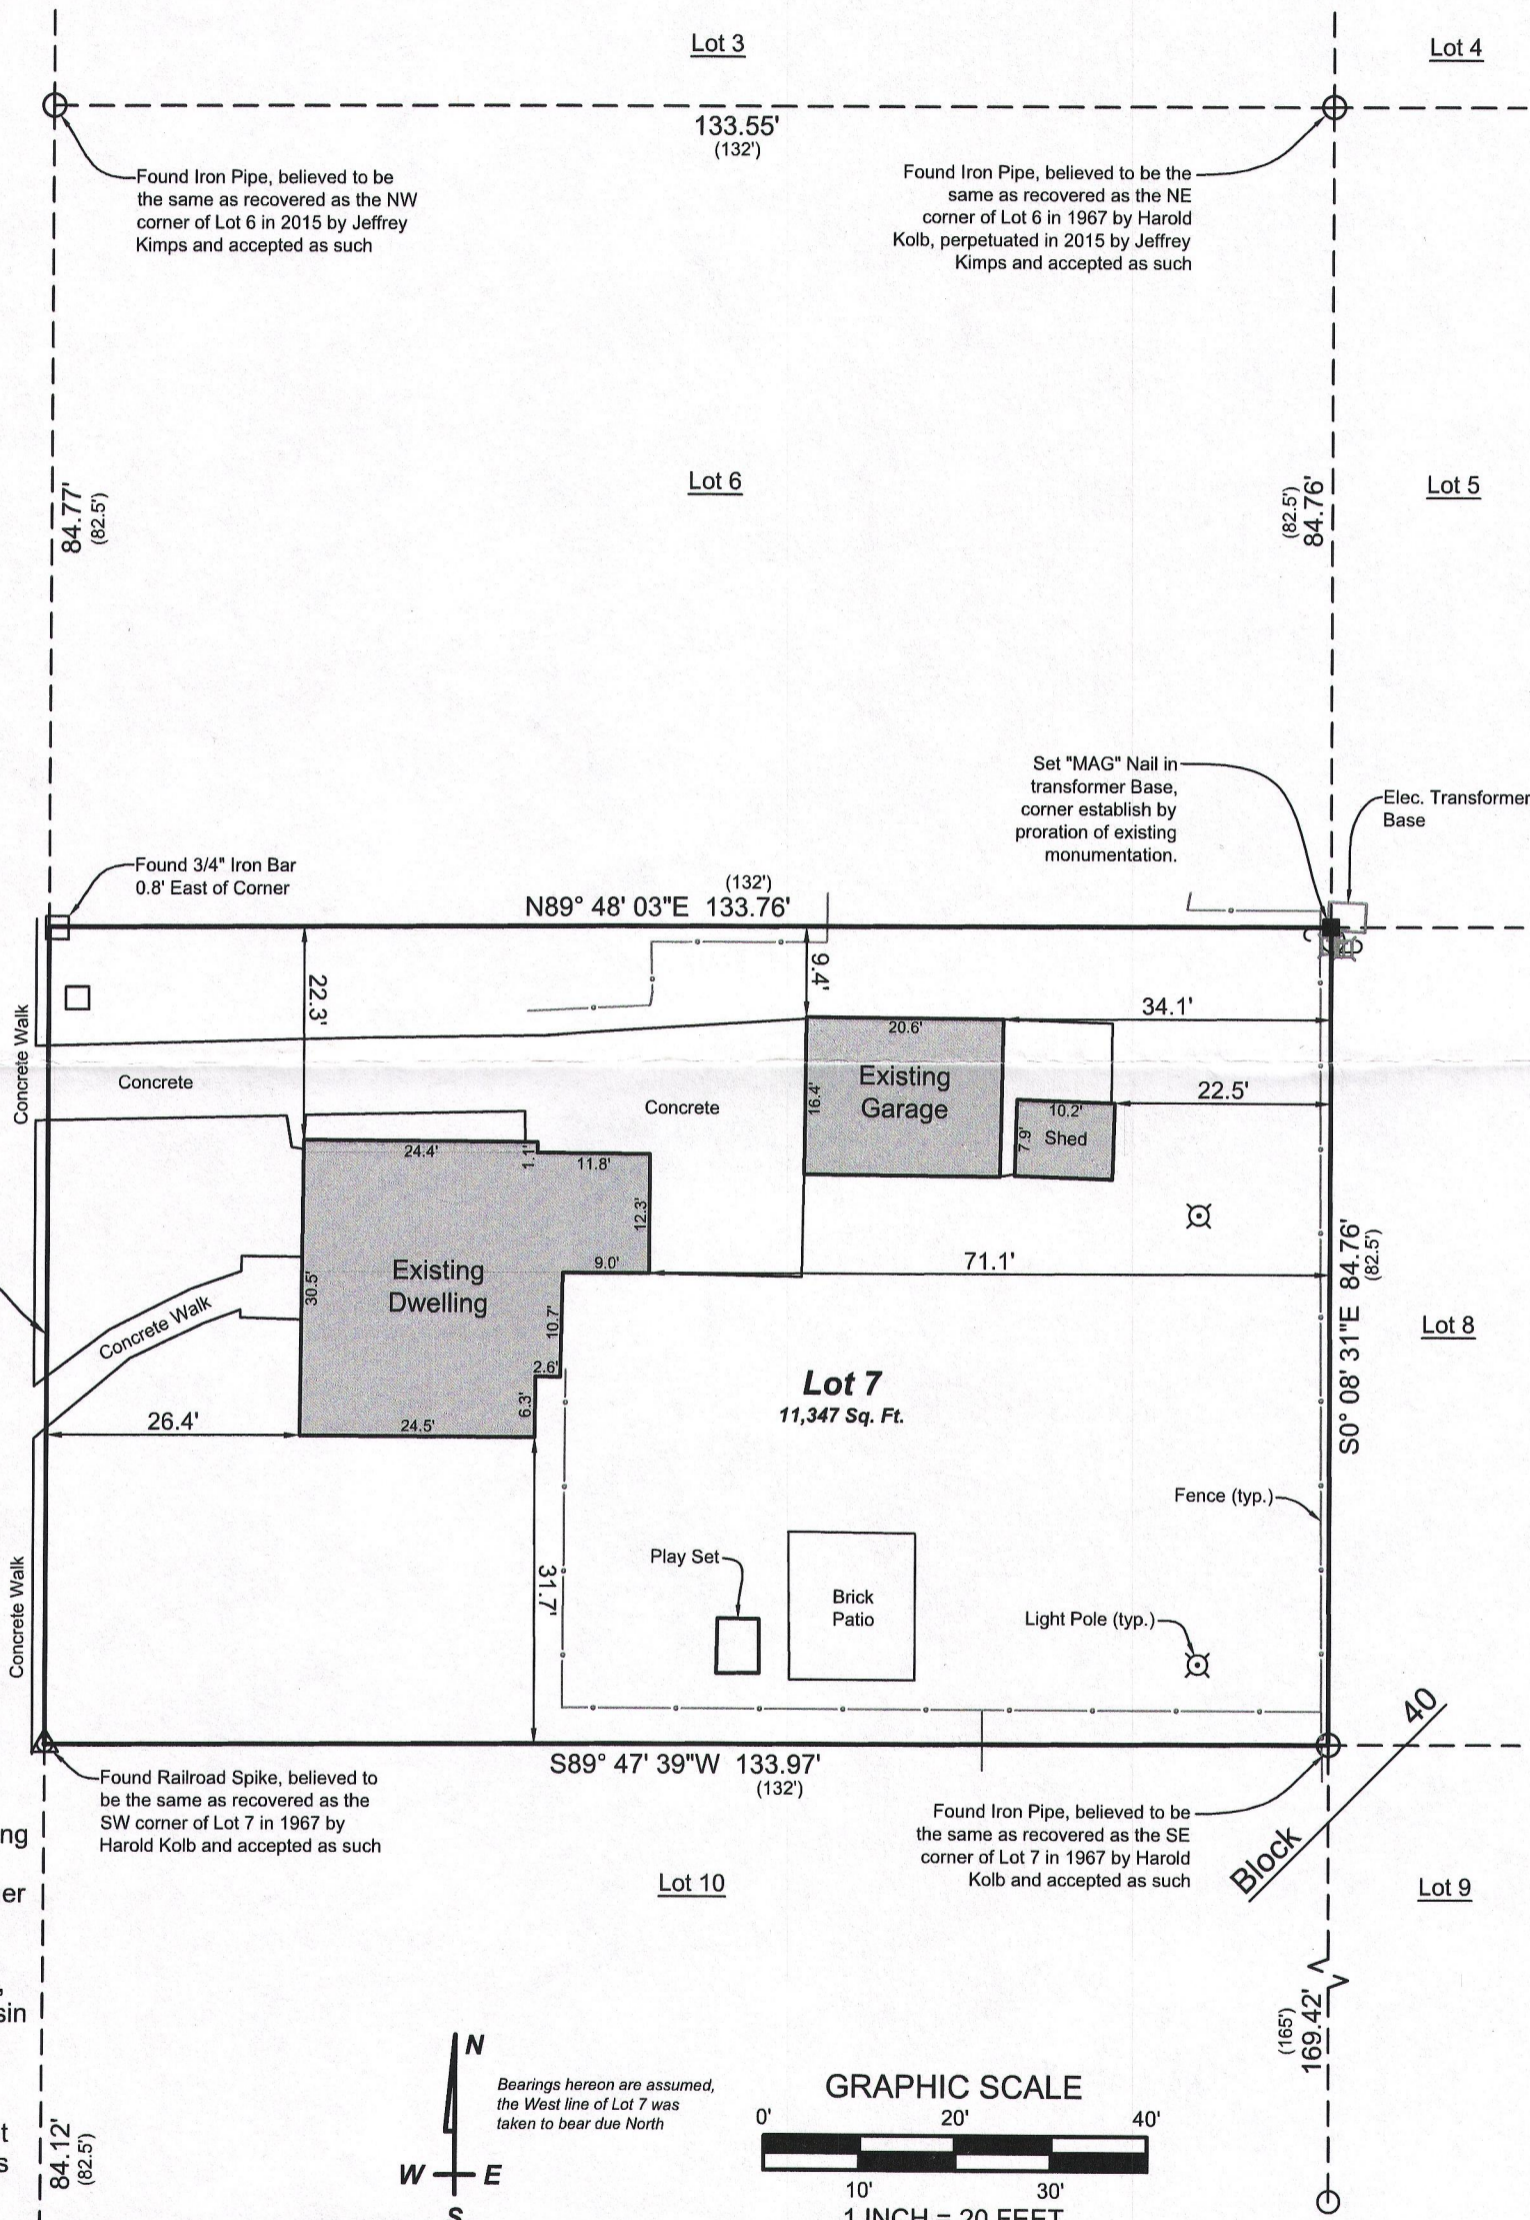 Lot 3
Lot 4
133.55'
(132')
Found Iron Pipe, believed to be
the same as recovered as the NW
corner of Lot 6 in 2015 by Jeffrey
Kimps and accepted as such
Found Iron Pipe, believed to be the
same as recovered as the NE
corner of Lot 6 in 1967 by Harold
Kolb, perpetuated in 2015 by Jeffrey
Kimps and accepted as such
84.77'
(82.5')
Lot 6
(82.5')
84.76'
Lot 5
Set "MAG" Nail in
transformer Base,
corner establish by
proration of existing
monumentation.
Elec. Transformer
Base
Found 3/4" Iron Bar
0.8' East of Corner
(132')
N89° 48' 03"E 133.76'
22.3'
9.4'
34.1'
Concrete Walk
Concrete
Concrete
20.6'
Existing
Garage
16.4'
22.5'
10.2'
Shed
7.9'
24.4'
1.1'
11.8'
12.3'
9.0'
71.1'
Existing
Dwelling
30.5'
10.7'
2.6'
6.3'
24.5'
Concrete Walk
26.4'
Lot 7
11,347 Sq. Ft.
S0° 08' 31"E 84.76'
(82.5')
Lot 8
Fence (typ.)
31.7'
Play Set
Brick
Patio
Light Pole (typ.)
Concrete Walk
S89° 47' 39"W 133.97'
(132')
Found Railroad Spike, believed to
be the same as recovered as the
SW corner of Lot 7 in 1967 by
Harold Kolb and accepted as such
Found Iron Pipe, believed to be
the same as recovered as the SE
corner of Lot 7 in 1967 by Harold
Kolb and accepted as such
Block 40
Lot 10
Lot 9
ng
er
sin
t
s
(165')
169.42'
84.12'
(82.5')
N
W E
S
Bearings hereon are assumed,
the West line of Lot 7 was
taken to bear due North
GRAPHIC SCALE
0' 20' 40'
10' 30'
1 INCH = 20 FEET